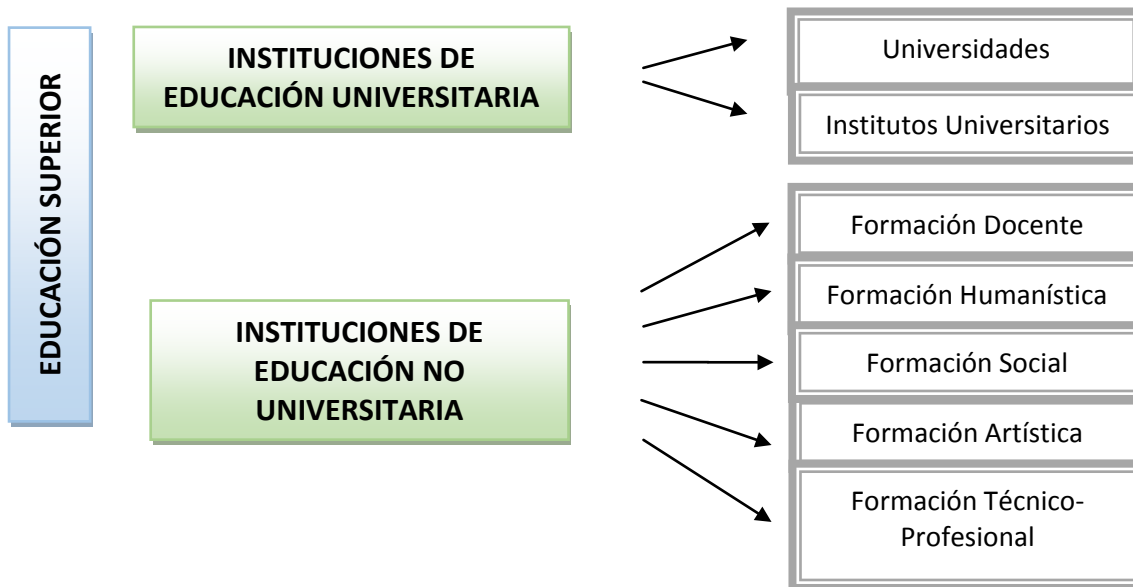 EDUCACIÓN SUPERIOR
INSTITUCIONES DE
EDUCACIÓN UNIVERSITARIA
Universidades
Institutos Universitarios
INSTITUCIONES DE
EDUCACIÓN NO
UNIVERSITARIA
Formación Docente
Formación Humanística
Formación Social
Formación Artística
Formación Técnico-
Profesional